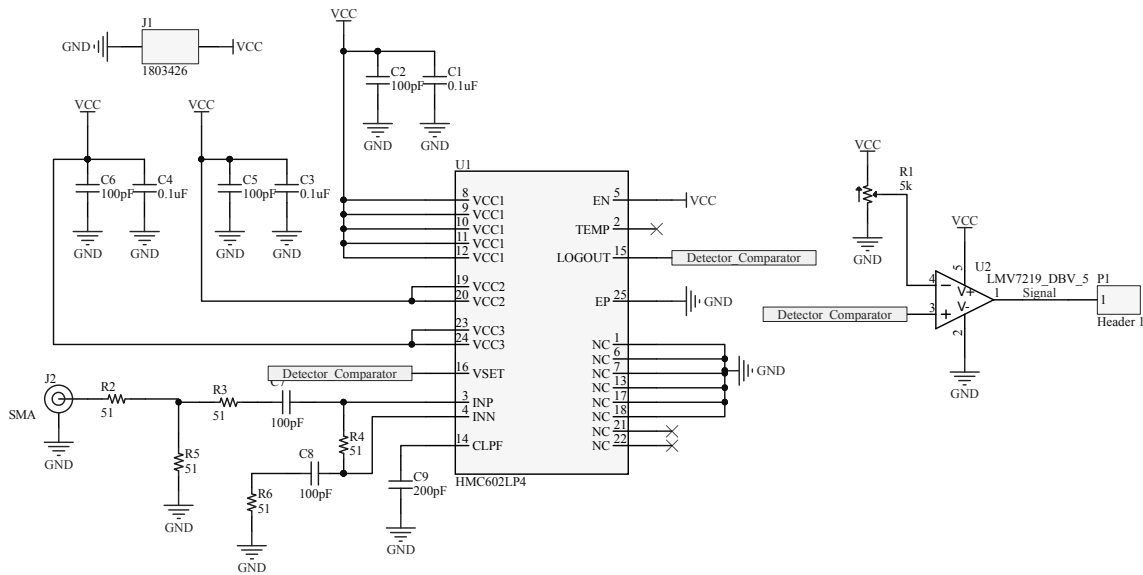 J1
GND
VCC
1803426
VCC
C2
100pF
C1
0.1uF
GND
GND
VCC
C6
100pF
C4
0.1uF
GND
GND
VCC
C5
100pF
C3
0.1uF
GND
GND
U1
8 VCC1
9 VCC1
10 VCC1
11 VCC1
12 VCC1
19 VCC2
20 VCC2
23 VCC3
24 VCC3
Detector_Comparator
16 VSET
3 INP
4 INN
14 CLPF
HMC602LP4
EN 5
VCC
TEMP 2
LOGOUT 15
Detector_Comparator
EP 25
GND
NC 1
NC 6
NC 7
NC 13
NC 17
NC 18
NC 21
NC 22
GND
J2
SMA
GND
R2
51
R3
51
C7
100pF
R5
51
GND
R4
51
C8
100pF
R6
51
GND
C9
200pF
GND
VCC
R1
5k
GND
VCC
5
U2
LMV7219_DBV_5
4
V+
V-
3
1
2
Signal
Detector_Comparator
GND
P1
1
Header 1